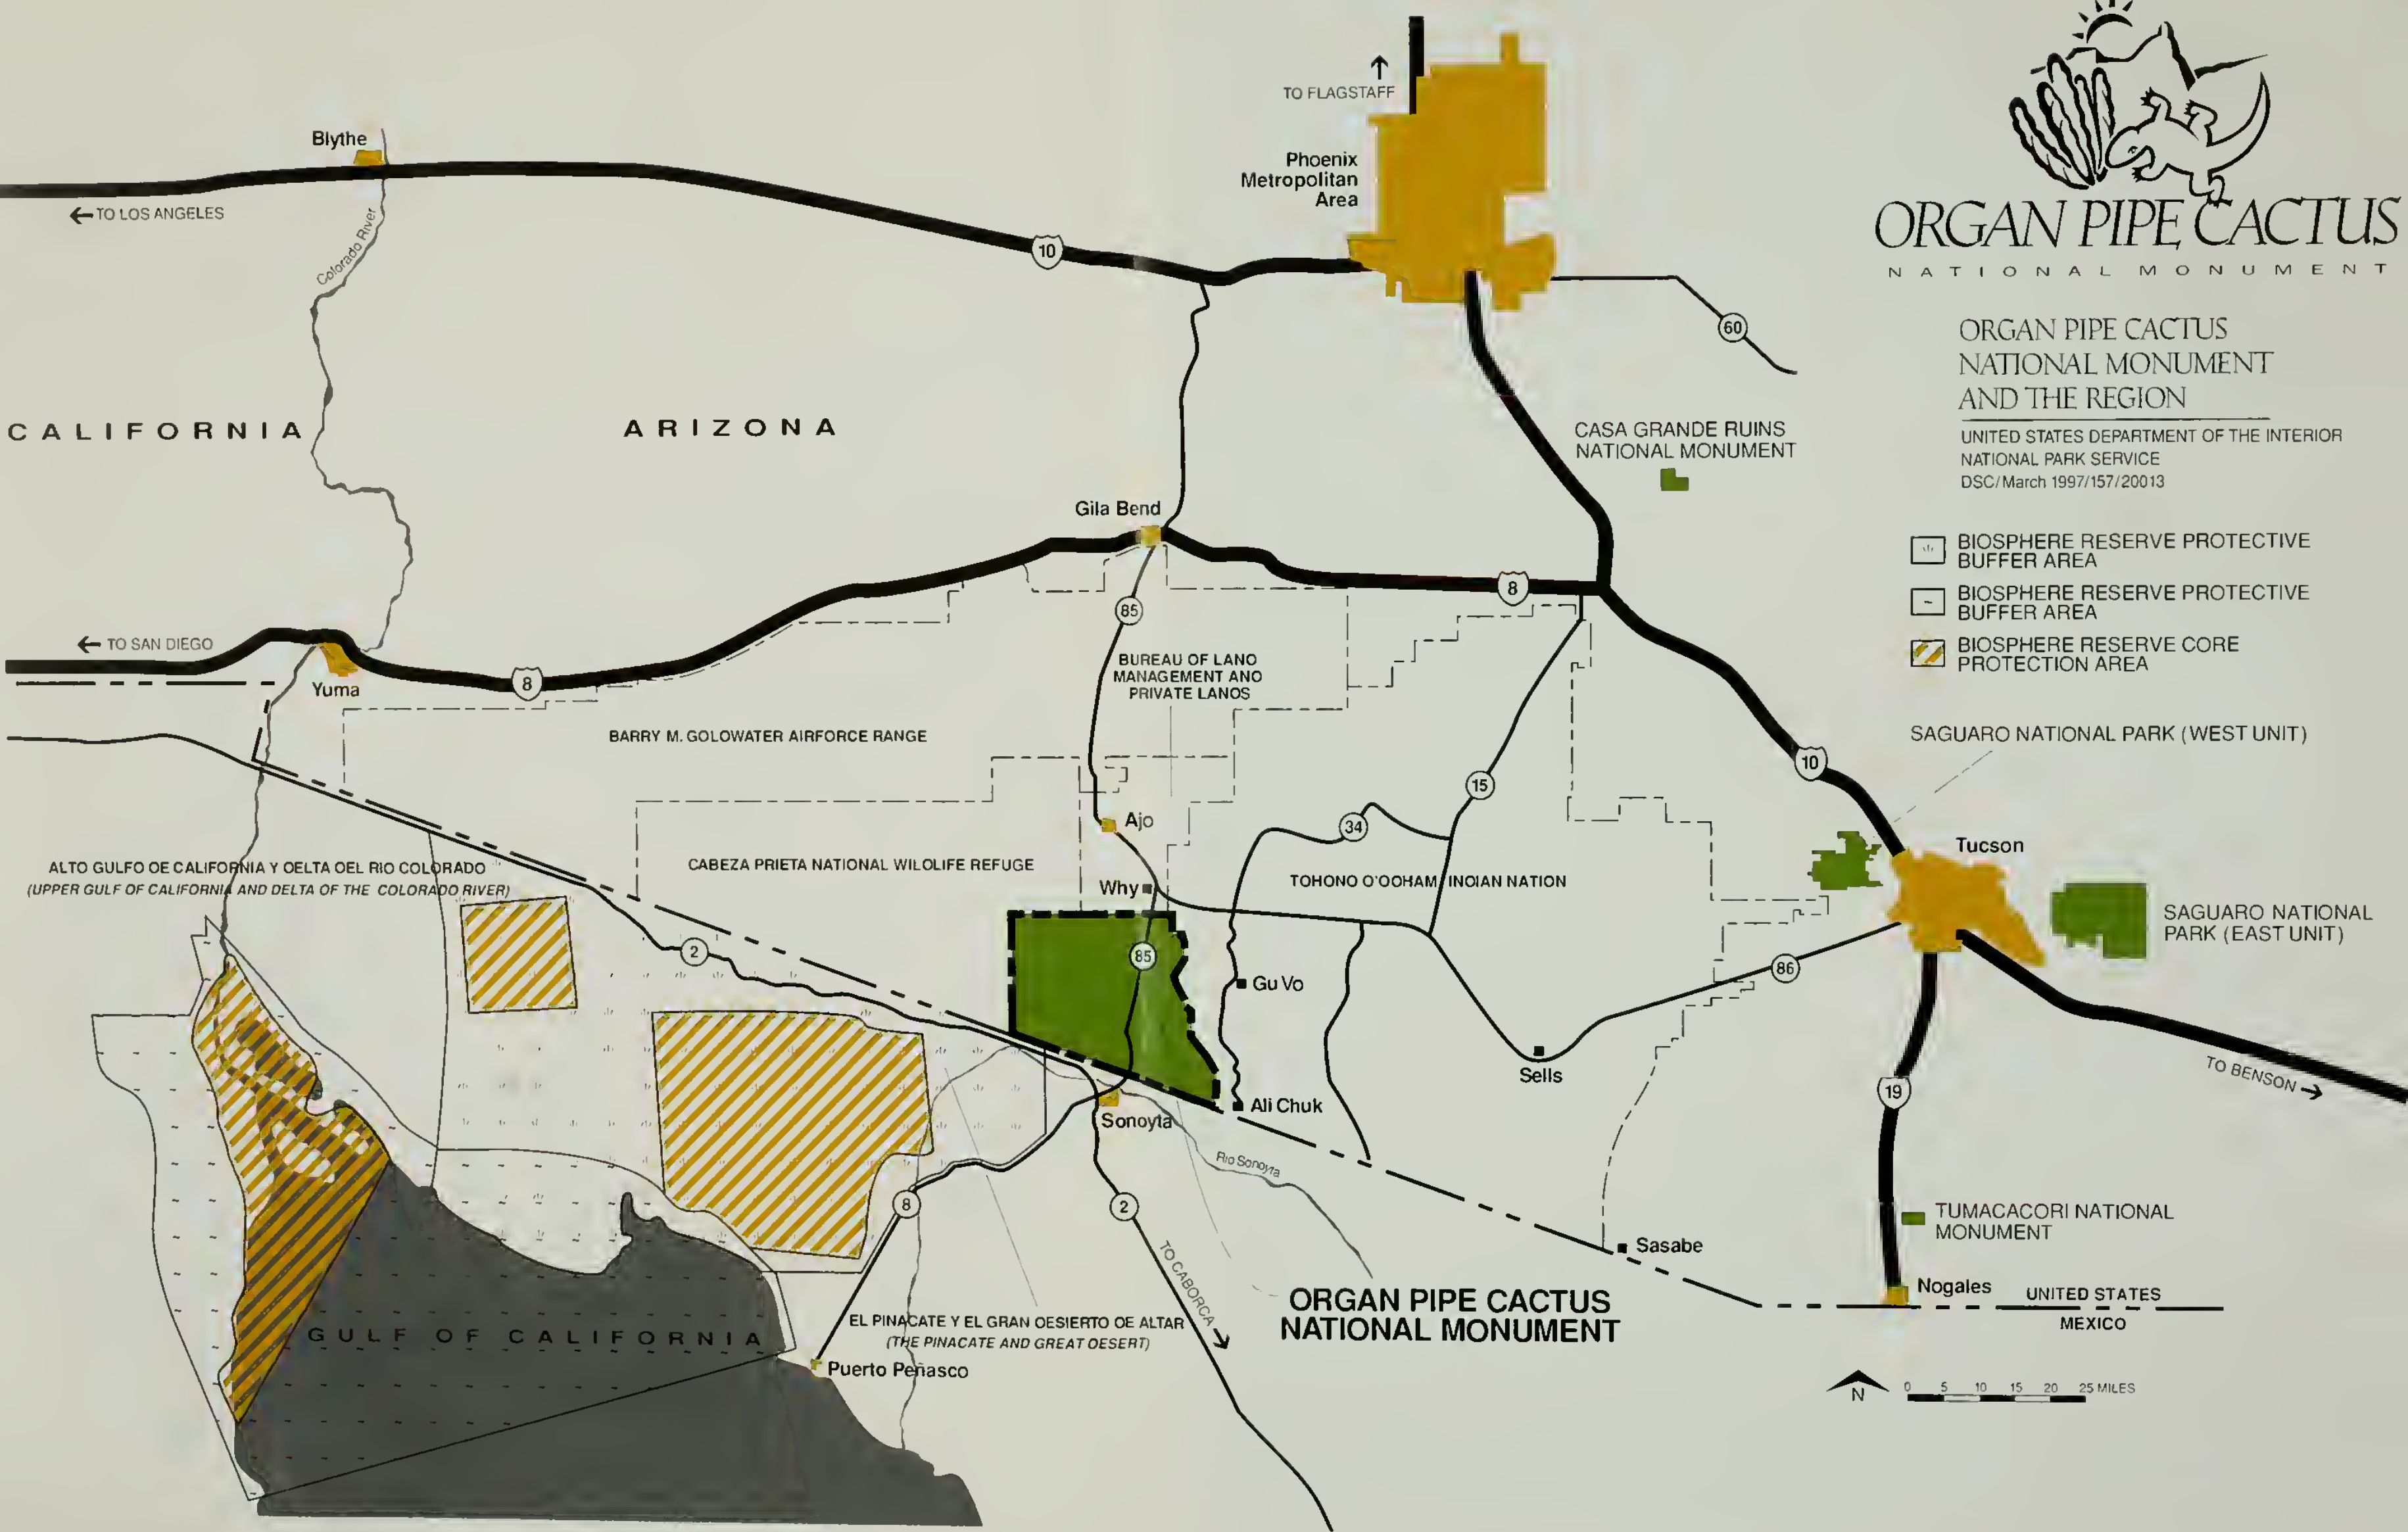 TO FLAGSTAFF
Blythe
Phoenix
Metropolitan
Area
TO LOS ANGELES
Colorado River
10
60
ORGAN PIPE CACTUS
NATIONAL MONUMENT
ORGAN PIPE CACTUS
NATIONAL MONUMENT
AND THE REGION
UNITED STATES DEPARTMENT OF THE INTERIOR
NATIONAL PARK SERVICE
DSC/March 1997/157/20013
CALIFORNIA
ARIZONA
CASA GRANDE RUINS
NATIONAL MONUMENT
Gila Bend
BIOSPHERE RESERVE PROTECTIVE
BUFFER AREA
BIOSPHERE RESERVE PROTECTIVE
BUFFER AREA
BIOSPHERE RESERVE CORE
PROTECTION AREA
8
85
TO SAN DIEGO
Yuma
8
BUREAU OF LANO
MANAGEMENT ANO
PRIVATE LANOS
BARRY M. GOLOWATER AIRFORCE RANGE
SAGUARO NATIONAL PARK (WEST UNIT)
10
15
Ajo
34
Tucson
ALTO GULFO DE CALIFORNIA Y OELTA OEL RIO COLORADO
(UPPER GULF OF CALIFORNIA AND DELTA OF THE COLORADO RIVER)
CABEZA PRIETA NATIONAL WILOLIFE REFUGE
Why
TOHONO O'OOHAM INOIAN NATION
SAGUARO NATIONAL
PARK (EAST UNIT)
2
85
86
Gu Vo
Sells
TO BENSON
19
Ali Chuk
Sonoyta
Rio Sonoyta
8
2
TO CABORCA
TUMACACORI NATIONAL
MONUMENT
Sasabe
Nogales
UNITED STATES
MEXICO
ORGAN PIPE CACTUS
NATIONAL MONUMENT
EL PINACATE Y EL GRAN OESIERTO OE ALTAR
(THE PINACATE AND GREAT OESERT)
GULF OF CALIFORNIA
Puerto Peñasco
N
0 5 10 15 20 25 MILES